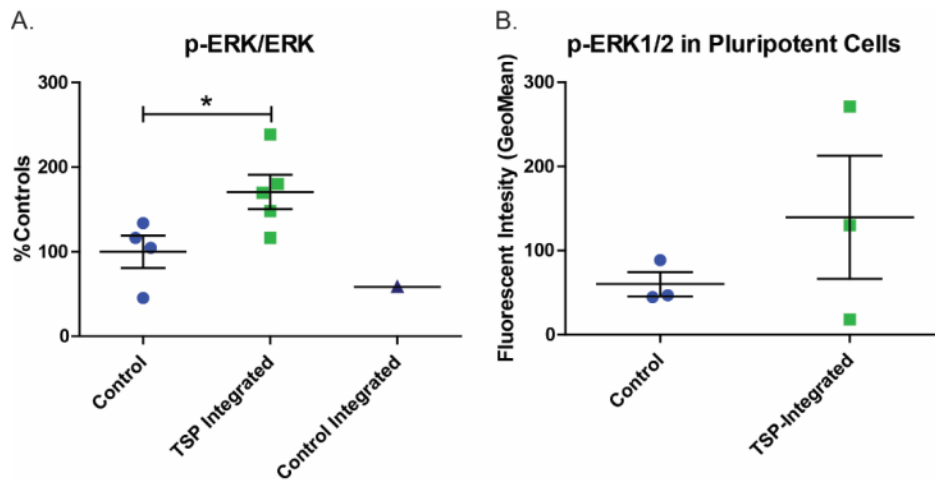 A.
p-ERK/ERK
%Controls
300
200
100
0
*
Control
TSP Integrated
Control Integrated
B.
p-ERK1/2 in Pluripotent Cells
Fluorescent Intesity (GeoMean)
300
200
100
0
Control
TSP-Integrated